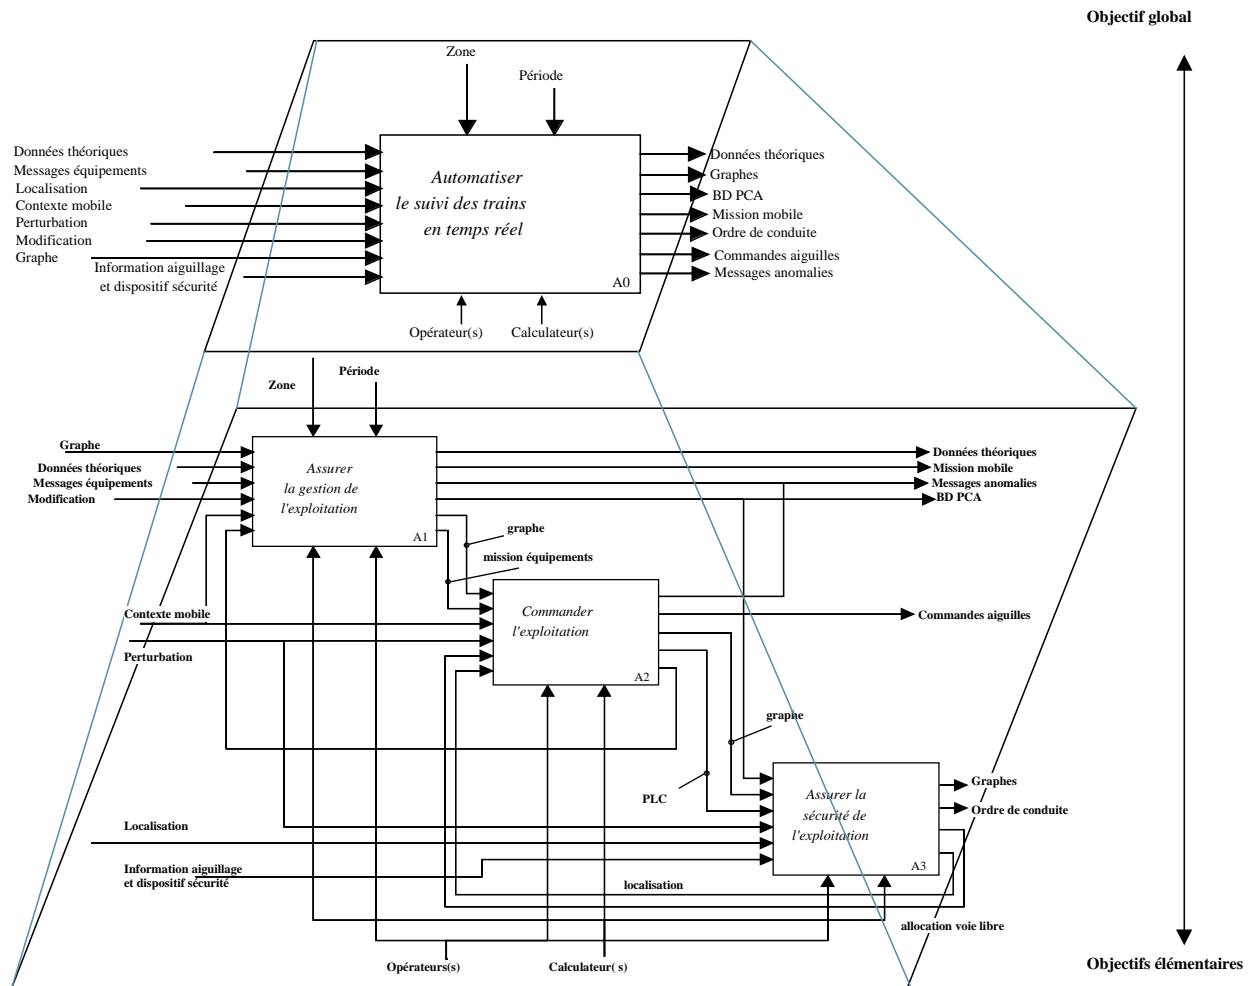 Objectif global
Zone
Période
Données théoriques
Messages équipements
Localisation
Contexte mobile
Perturbation
Modification
Graphe
Information aiguillage
et dispositif sécurité
Automatiser
le suivi des trains
en temps réel
A0
Données théoriques
Graphes
BD PCA
Mission mobile
Ordre de conduite
Commandes aiguilles
Messages anomalies
Opérateur(s)
Calculateur(s)
Zone
Période
Graphe
Données théoriques
Messages équipements
Modification
Assurer
la gestion de
l'exploitation
A1
Données théoriques
Mission mobile
Messages anomalies
BD PCA
graphe
mission équipements
Contexte mobile
Perturbation
Commander
l'exploitation
A2
Commandes aiguilles
graphe
PLC
Localisation
Information aiguillage
et dispositif sécurité
Assurer la
sécurité de
l'exploitation
A3
Graphes
Ordre de conduite
localisation
allocation voie libre
Opérateurs(s)
Calculateur( s)
Objectifs élémentaires